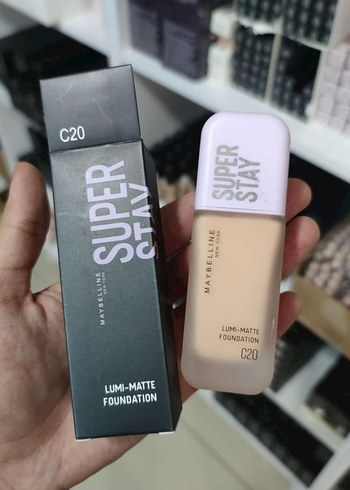 C20
SUPER
STAY
MAYBELLINE
NEW YORK
LUMI-MATTE
FOUNDATION
SUPER
STAY
MAYBELLINE
NEW YORK
LUMI-MATTE
FOUNDATION
C20